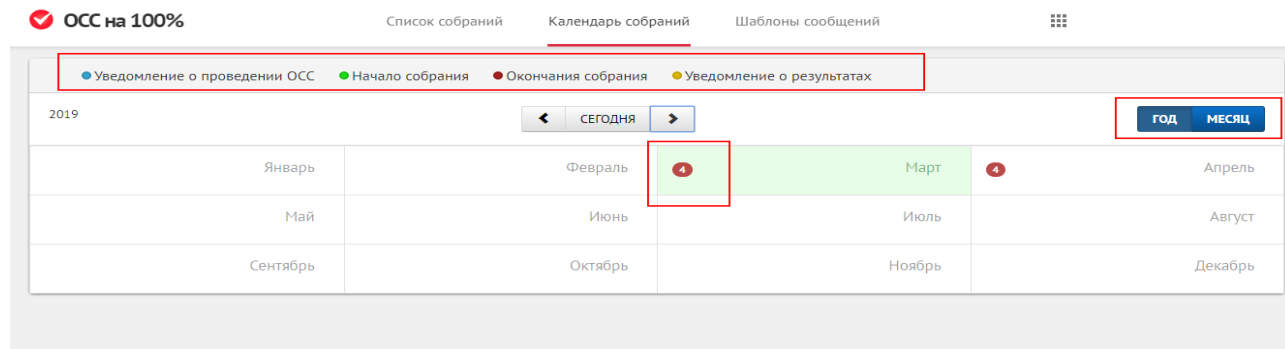 ОСС на 100% Список собраний Календарь собраний Шаблоны сообщений
Уведомление о проведении ОСС Начало собрания Окончания собрания Уведомление о результатах
2019 СЕГОДНЯ ГОД МЕСЯЦ
Январь Февраль 4 Март 4 Апрель
Май Июнь Июль Август
Сентябрь Октябрь Ноябрь Декабрь